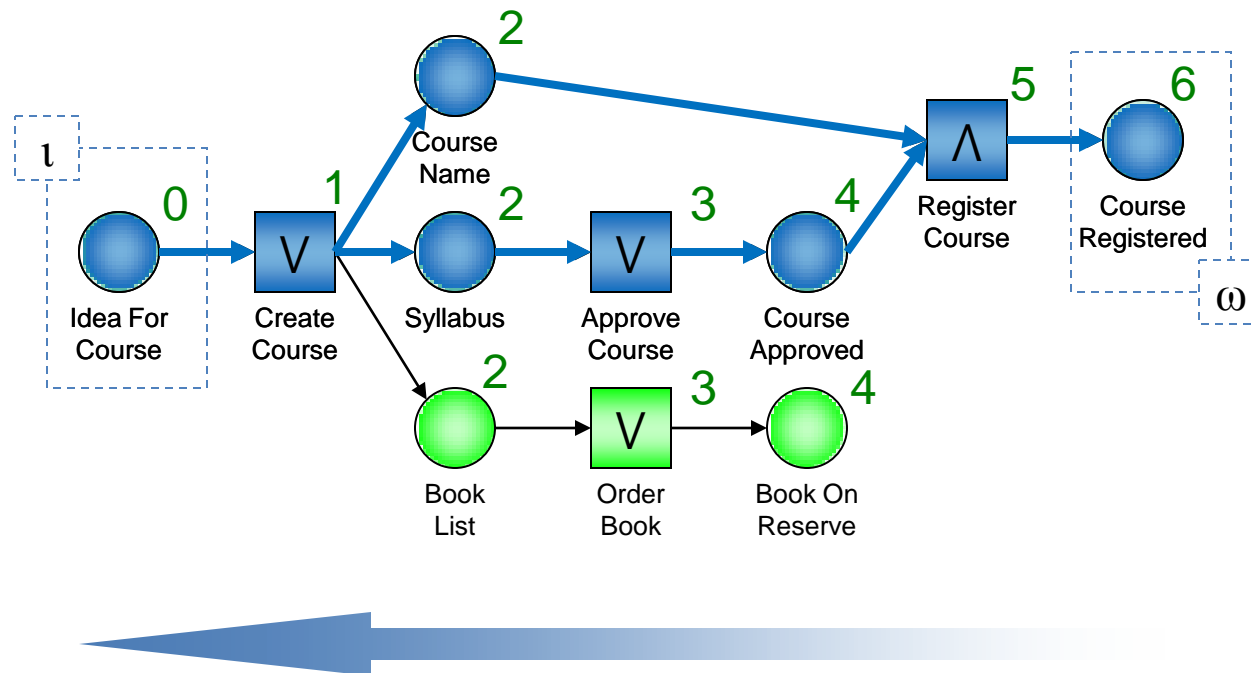 2
Course
Name
5
Λ
Register
Course
6
Course
Registered
ω
ι
0
Idea For
Course
1
V
Create
Course
2
Syllabus
3
V
Approve
Course
4
Course
Approved
2
Book
List
3
V
Order
Book
4
Book On
Reserve